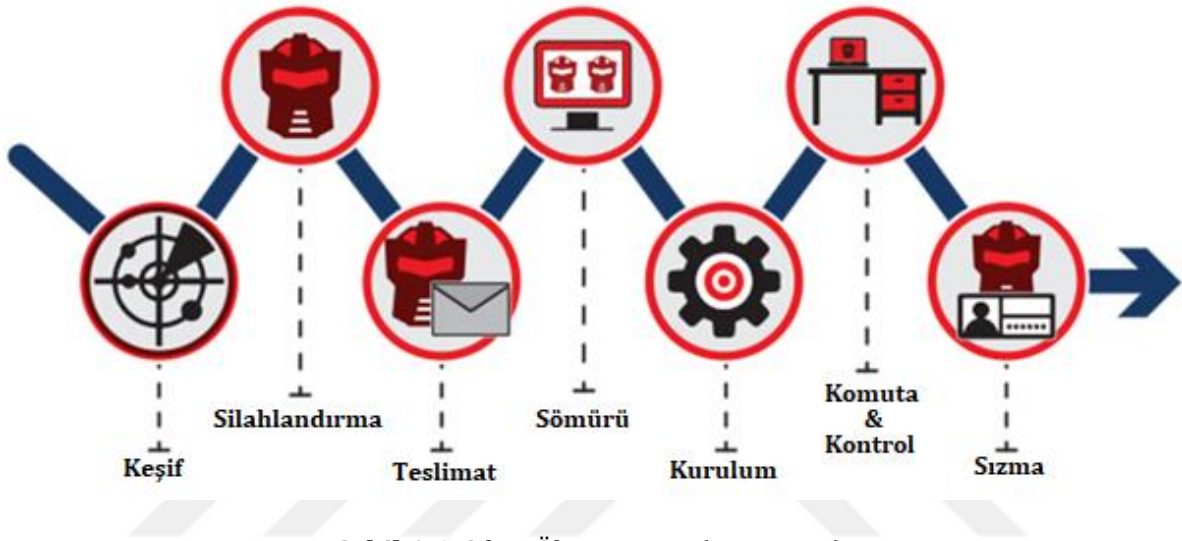 Keşif
Silahlandırma
Teslimat
Sömürü
Kurulum
Komuta
&
Kontrol
Sızma